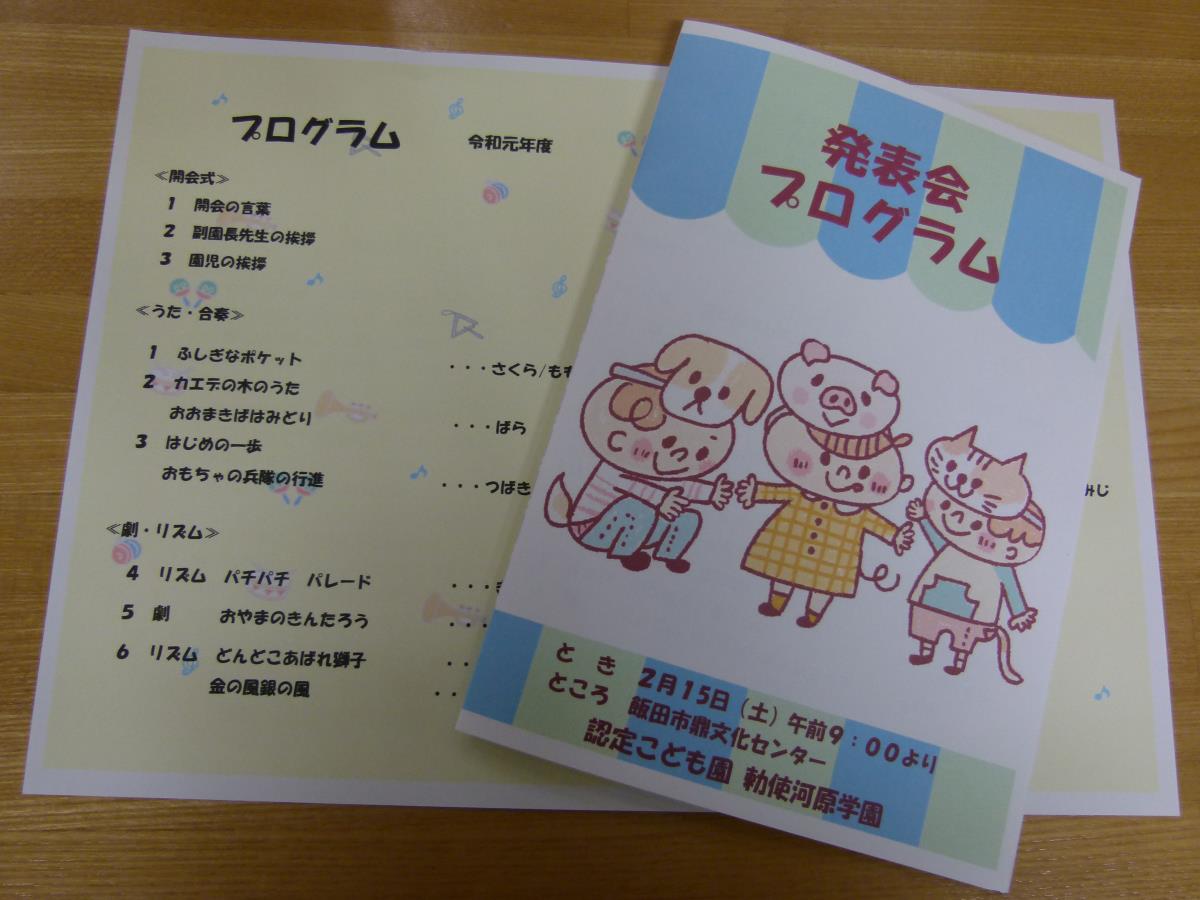 プログラム 令和元年度
≪開会式≫
1 開会の言葉
2 副園長先生の挨拶
3 園児の挨拶
≪うた・合奏≫
1 ふしぎなポケット ・・・さくら/もも
2 カエデの木のうた
おおまきばはみどり ・・・ばら
3 はじめの一歩
おもちゃの兵隊の行進 ・・・つばき
≪劇・リズム≫
4 リズム パチパチ パレード ・・・
5 劇 おやまのきんたろう ・・
6 リズム どんどこあばれ獅子 ・・
金の風銀の風 ・・
みじ
発表会
プログラム
とき 2月15日(土)午前9:00より
ところ 飯田市鼎文化センター
認定こども園 勅使河原学園